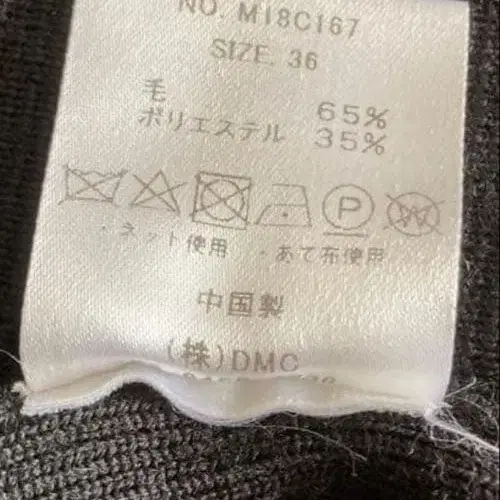 NO. M18C167
SIZE. 36
毛 65%
ポリエステル 35%
P W
・ネット使用 ・あて布使用
中国製
(株)DMC